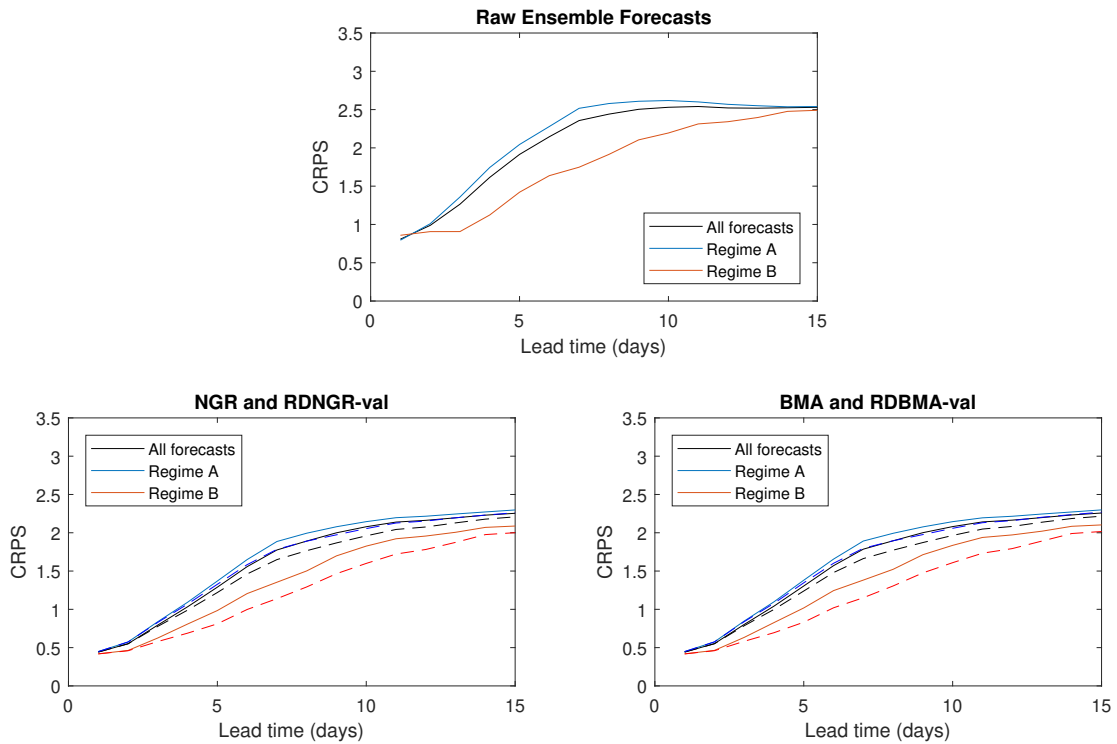 Raw Ensemble Forecasts
3.5
3
2.5
2
1.5
1
0.5
0
CRPS
All forecasts
Regime A
Regime B
0 5 10 15
Lead time (days)
NGR and RDNGR-val
3.5
3
2.5
2
1.5
1
0.5
0
CRPS
All forecasts
Regime A
Regime B
0 5 10 15
Lead time (days)
BMA and RDBMA-val
3.5
3
2.5
2
1.5
1
0.5
0
CRPS
All forecasts
Regime A
Regime B
0 5 10 15
Lead time (days)